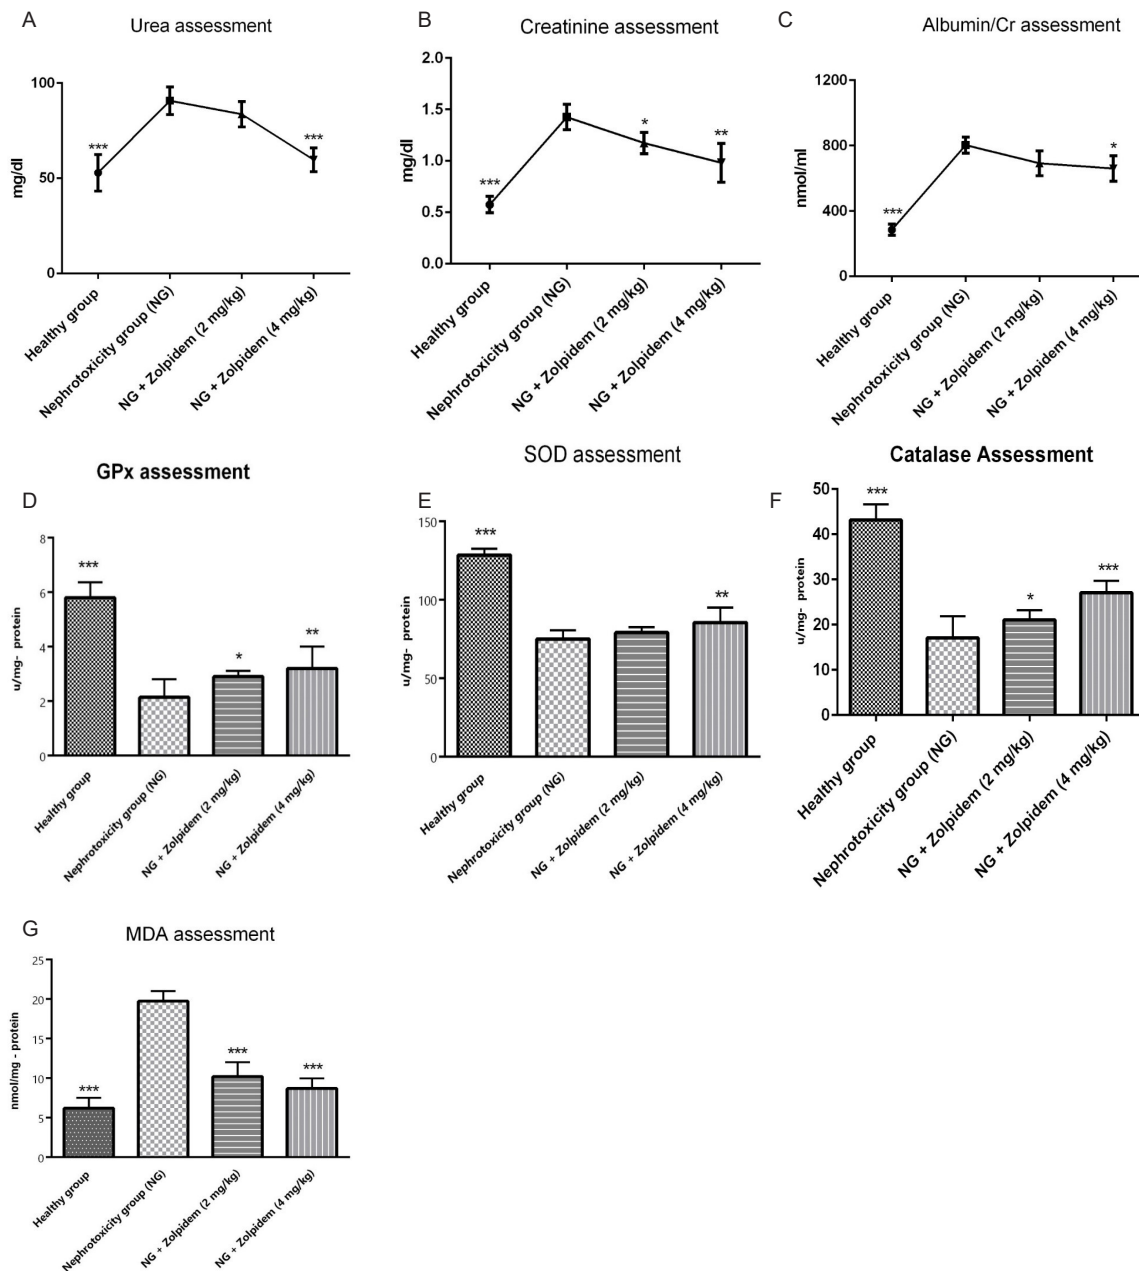 A
Urea assessment
100
50
0
mg/dl
***
***
Healthy group
Nephrotoxicity group (NG)
NG + Zolpidem (2 mg/kg)
NG + Zolpidem (4 mg/kg)
B
Creatinine assessment
2.0
1.5
1.0
0.5
0.0
mg/dl
***
*
**
Healthy group
Nephrotoxicity group (NG)
NG + Zolpidem (2 mg/kg)
NG + Zolpidem (4 mg/kg)
C
Albumin/Cr assessment
1200
800
400
0
nmol/ml
***
*
Healthy group
Nephrotoxicity group (NG)
NG + Zolpidem (2 mg/kg)
NG + Zolpidem (4 mg/kg)
GPx assessment
D
8
6
4
2
0
u/mg- protein
***
*
**
Healthy group
Nephrotoxicity group (NG)
NG + Zolpidem (2 mg/kg)
NG + Zolpidem (4 mg/kg)
SOD assessment
E
150
100
50
0
u/mg- protein
***
**
Healthy group
Nephrotoxicity group (NG)
NG + Zolpidem (2 mg/kg)
NG + Zolpidem (4 mg/kg)
Catalase Assessment
F
50
40
30
20
10
0
u/mg- protein
***
*
***
Healthy group
Nephrotoxicity group (NG)
NG + Zolpidem (2 mg/kg)
NG + Zolpidem (4 mg/kg)
G
MDA assessment
25
20
15
10
5
0
nmol/mg - protein
***
***
***
Healthy group
Nephrotoxicity group (NG)
NG + Zolpidem (2 mg/kg)
NG + Zolpidem (4 mg/kg)